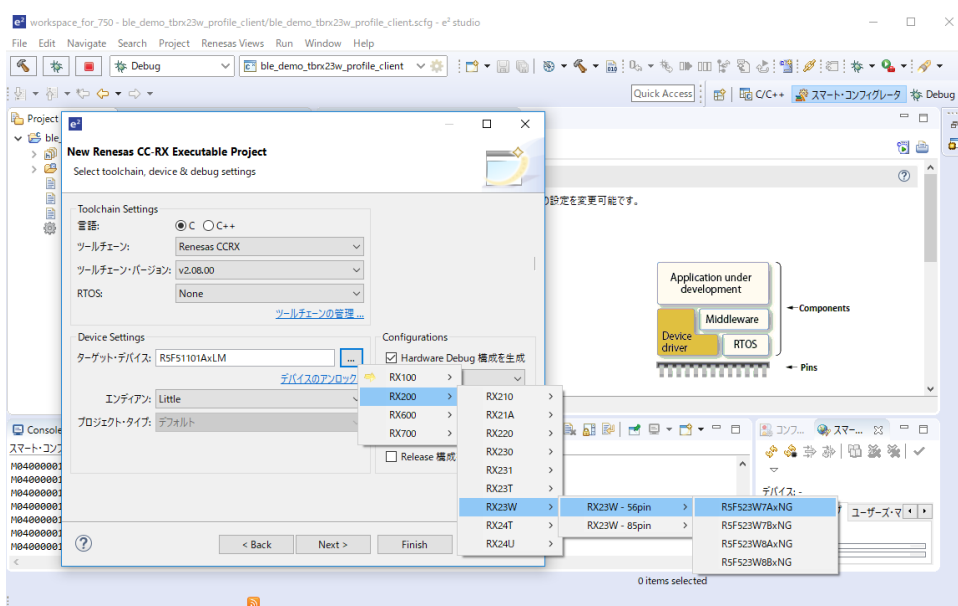 workspace_for_750 - ble_demo_tbrx23w_profile_client/ble_demo_tbrx23w_profile_client.scfg - e² studio
File Edit Navigate Search Project Renesas Views Run Window Help
Debug
ble_demo_tbrx23w_profile_client
Quick Access
C/C++
スマート・コンフィグレータ
Debug
Project
ble_
New Renesas CC-RX Executable Project
Select toolchain, device & debug settings
の設定を変更可能です。
Toolchain Settings
言語: C C++
ツールチェーン: Renesas CCRX
ツールチェーン・バージョン: v2.08.00
RTOS: None
ツールチェーンの管理 ...
Application under
development
Middleware
Components
Device
driver
RTOS
Pins
Device Settings
ターゲット・デバイス: R5F51101AxLM ...
デバイスのアンロック
エンディアン: Little
プロジェクト・タイプ: デフォルト
Configurations
Hardware Debug 構成を生成
Release 構成
RX100
RX200
RX600
RX700
RX210
RX21A
RX220
RX230
RX231
RX23T
RX23W
RX24T
RX24U
RX23W - 56pin
RX23W - 85pin
R5F523W7AxNG
R5F523W7BxNG
R5F523W8AxNG
R5F523W8BxNG
Console
スマート・コン
M04000001
M04000001
M04000001
M04000001
M04000001
M04000001
M04000001
コンフ...
スマー...
デバイス: -
ユーザーズ・マ
< Back
Next >
Finish
0 items selected